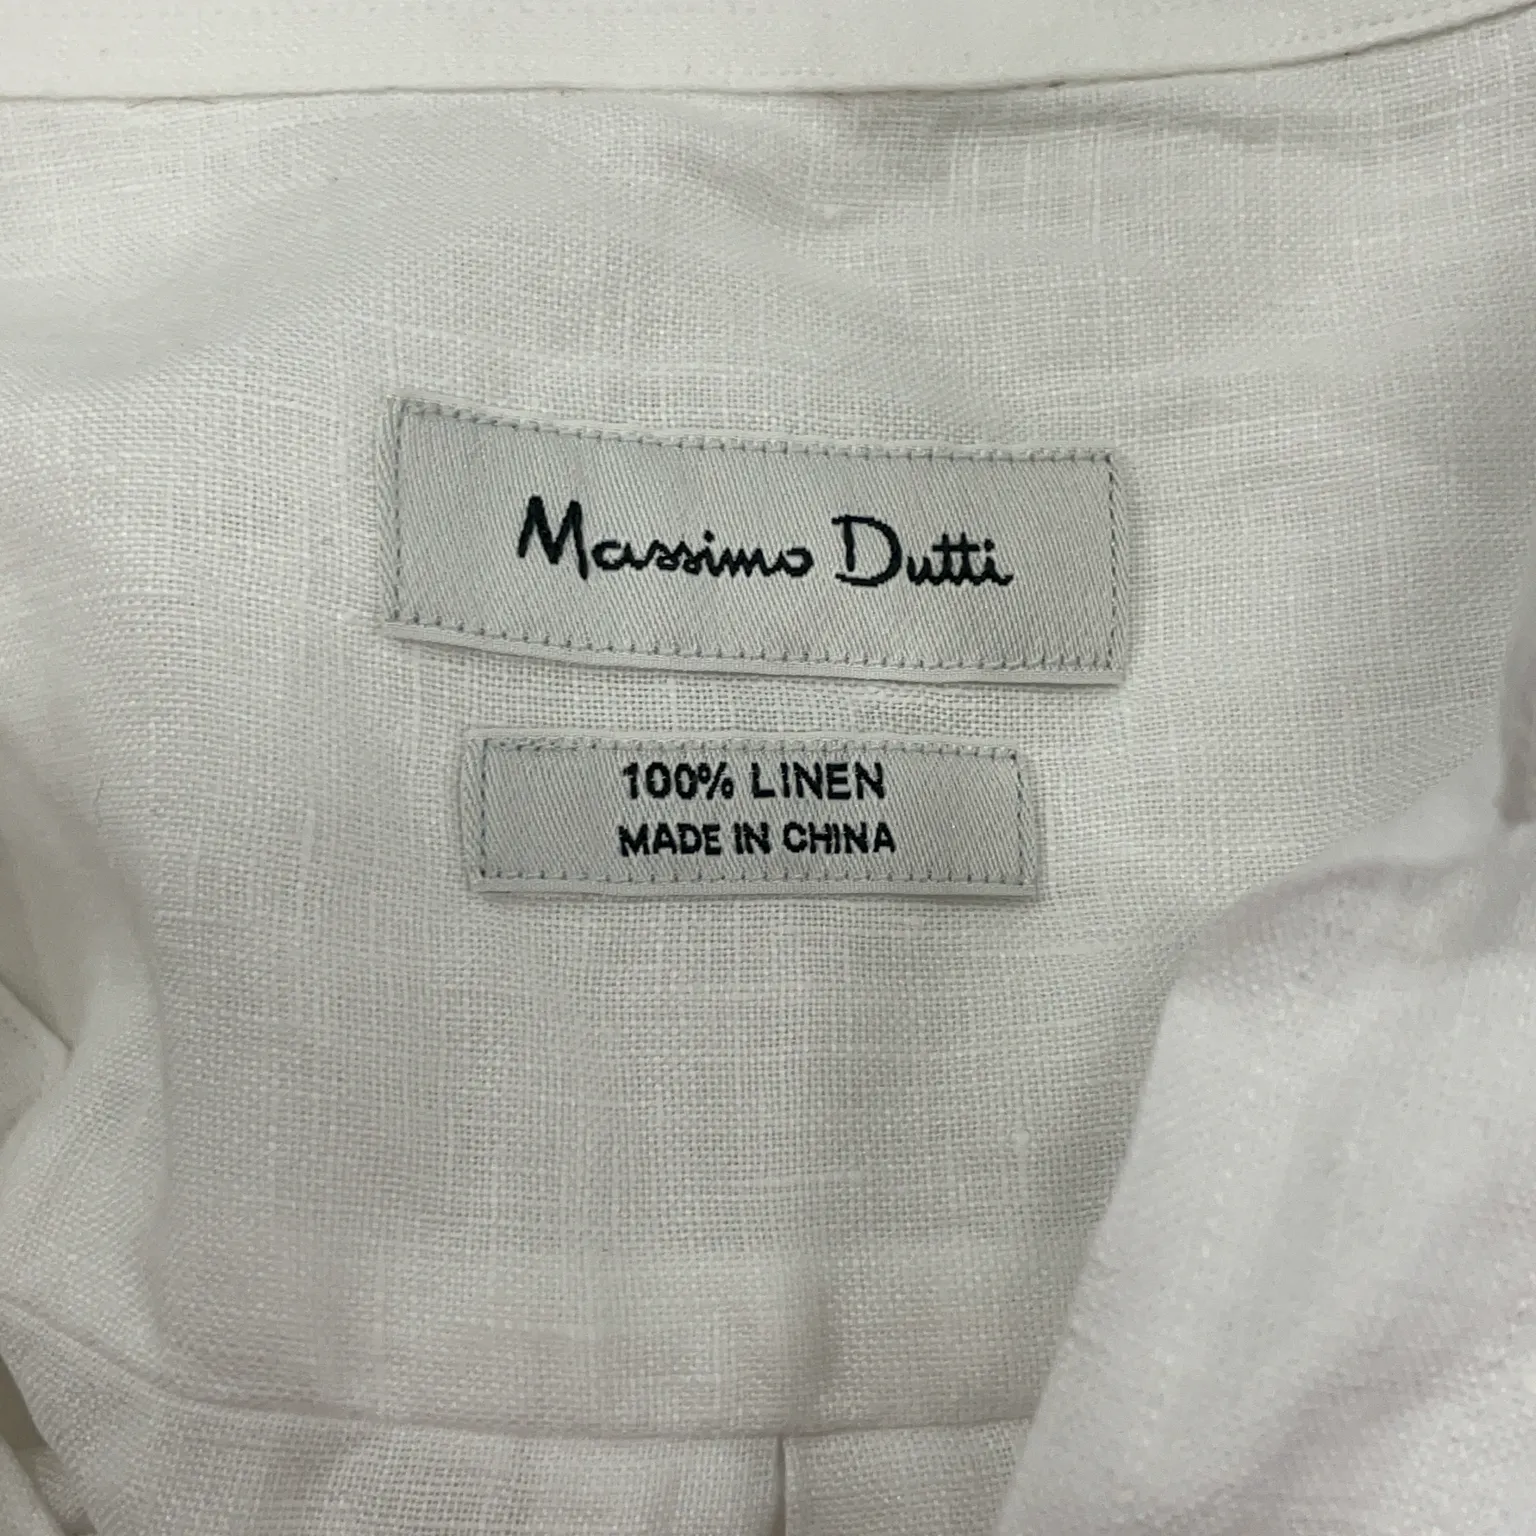 Massimo Dutti
100% LINEN
MADE IN CHINA